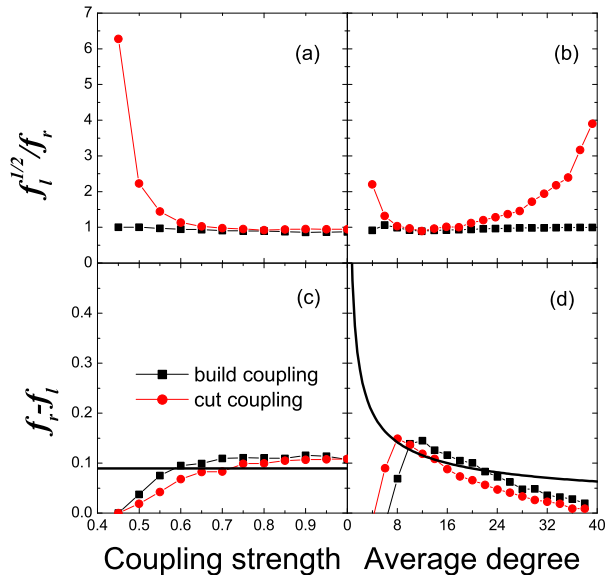 7
6
5
4
3
2
1
0
f_l^{1/2}/f_r
(a)
(b)
0.4
0.3
0.2
0.1
0.0
f_r-f_l
(c)
(d)
build coupling
cut coupling
0.4 0.5 0.6 0.7 0.8 0.9 0 8 16 24 32 40
Coupling strength Average degree